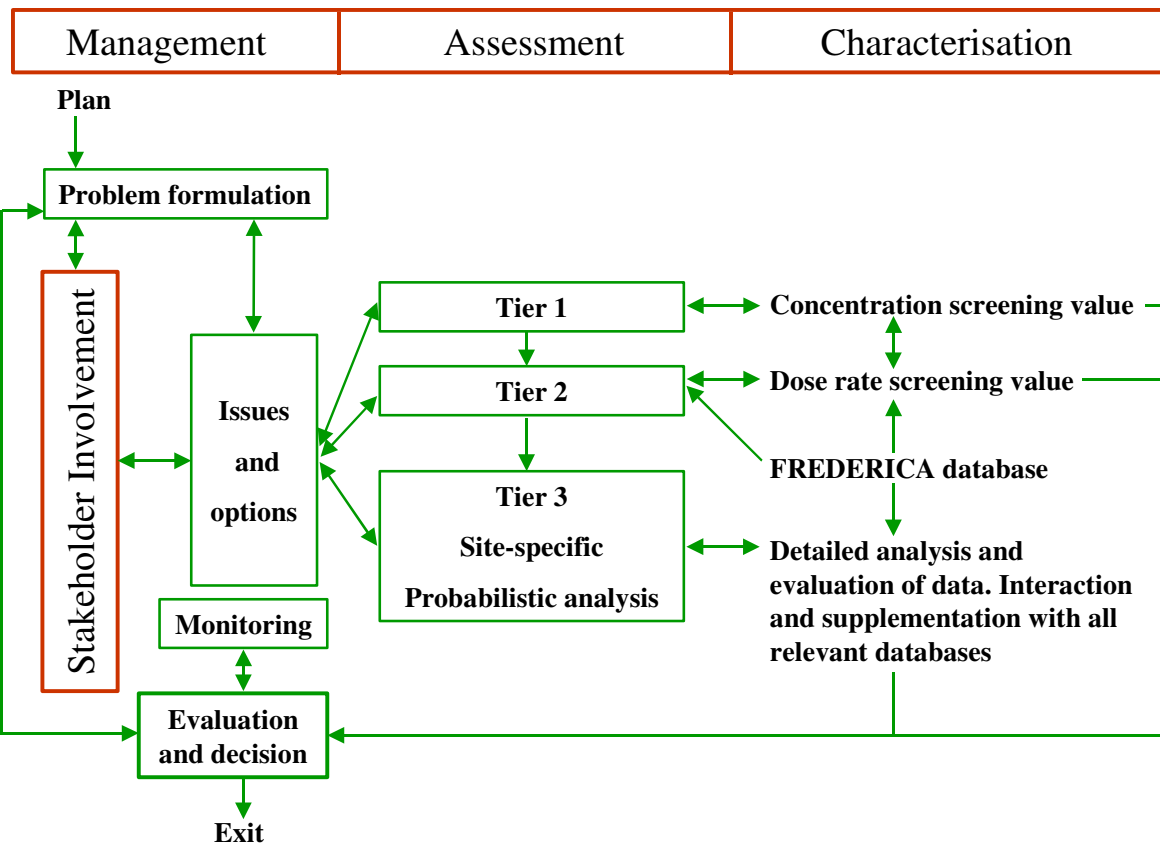 Management
Assessment
Characterisation
Plan
Problem formulation
Stakeholder Involvement
Issues
and
options
Monitoring
Evaluation
and decision
Exit
Tier 1
Tier 2
Tier 3
Site-specific
Probabilistic analysis
Concentration screening value
Dose rate screening value
FREDERICA database
Detailed analysis and
evaluation of data. Interaction
and supplementation with all
relevant databases